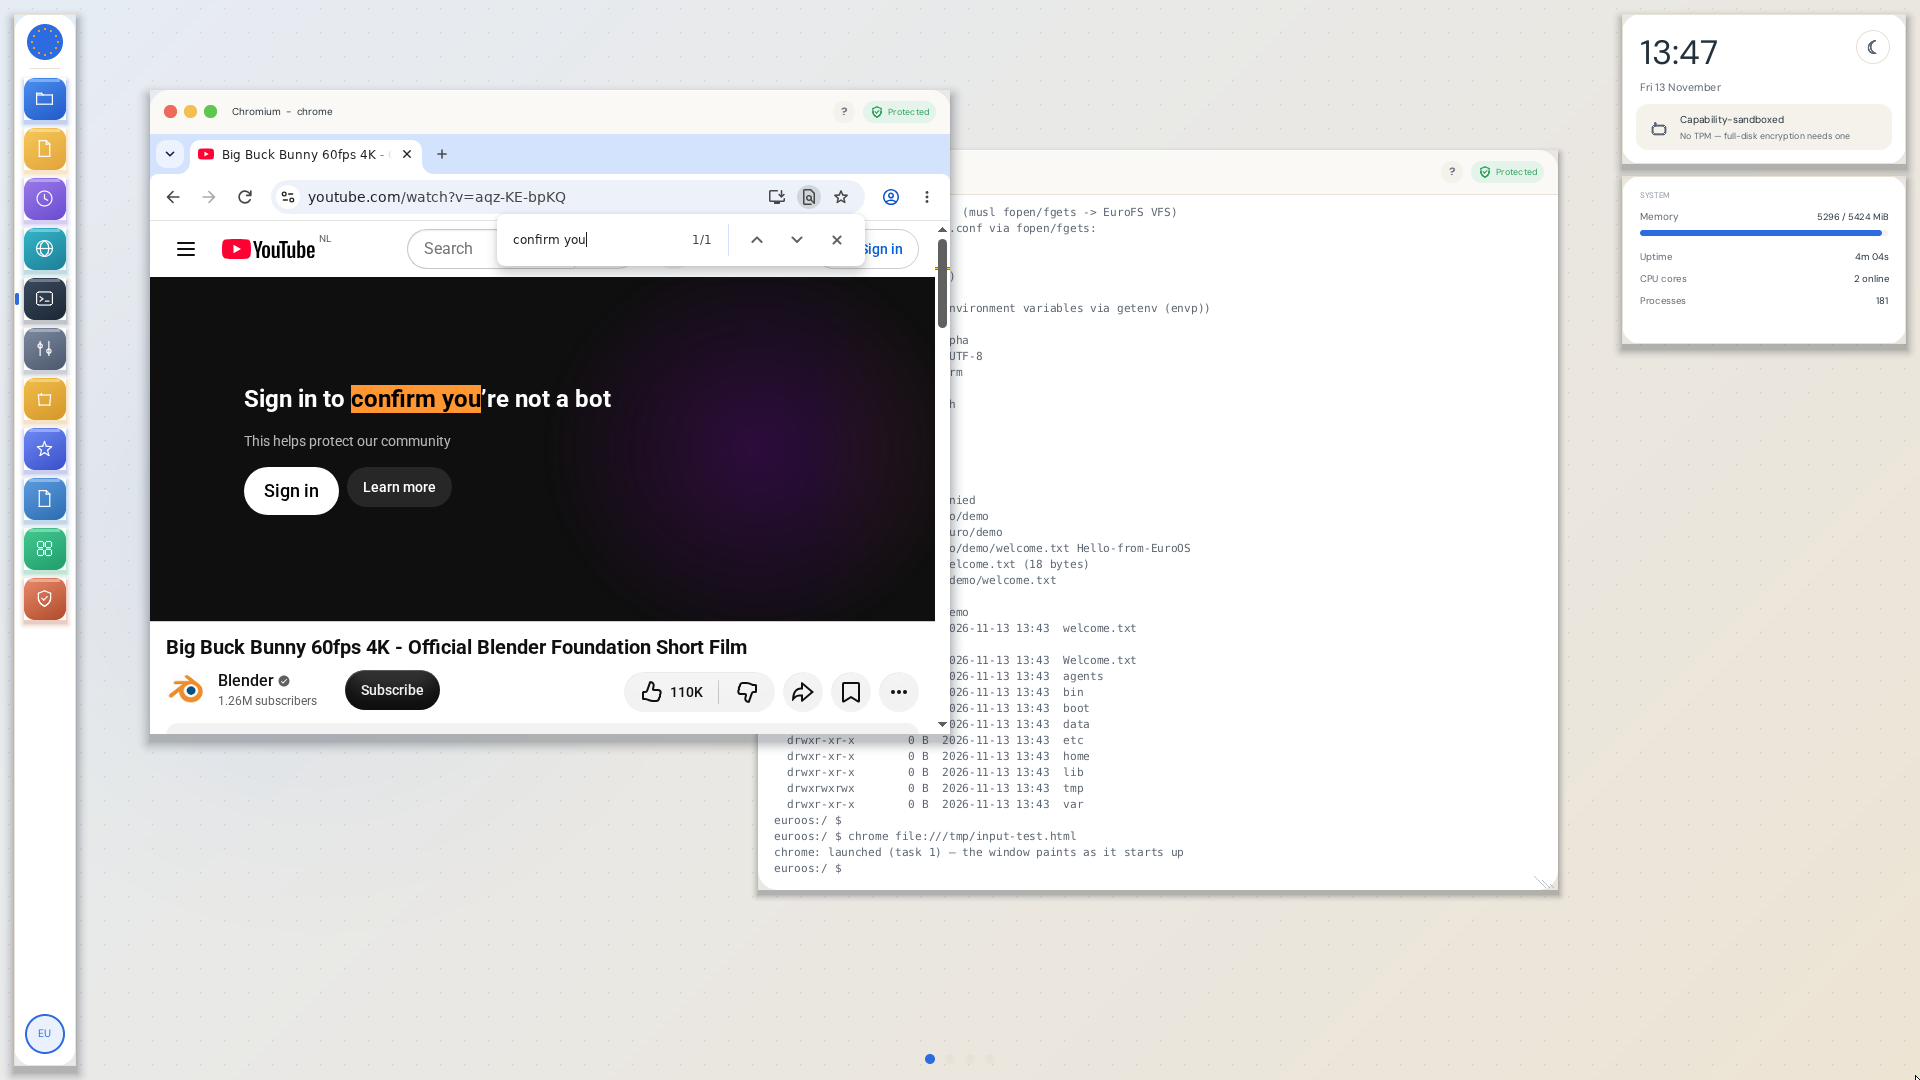 13:47
Fri 13 November
Capability-sandboxed
No TPM — full-disk encryption needs one
SYSTEM
Memory 5296 / 5424 MiB
Uptime 4m 04s
CPU cores 2 online
Processes 181
Chromium - chrome
? Protected
Big Buck Bunny 60fps 4K -
youtube.com/watch?v=aqz-KE-bpKQ
confirm you 1/1
YouTube NL
Search
Sign in
Sign in to confirm you're not a bot
This helps protect our community
Sign in
Learn more
Big Buck Bunny 60fps 4K - Official Blender Foundation Short Film
Blender
1.26M subscribers
Subscribe
110K
? Protected
(musl fopen/fgets -> EuroFS VFS)
.conf via fopen/fgets:
)
nvironment variables via getenv (envp))
pha
UTF-8
rm
h
nied
o/demo
uro/demo
o/demo/welcome.txt Hello-from-EuroOS
elcome.txt (18 bytes)
demo/welcome.txt
emo
026-11-13 13:43 welcome.txt
026-11-13 13:43 Welcome.txt
026-11-13 13:43 agents
026-11-13 13:43 bin
026-11-13 13:43 boot
026-11-13 13:43 data
drwxr-xr-x 0 B 2026-11-13 13:43 etc
drwxr-xr-x 0 B 2026-11-13 13:43 home
drwxr-xr-x 0 B 2026-11-13 13:43 lib
drwxrwxrwx 0 B 2026-11-13 13:43 tmp
drwxr-xr-x 0 B 2026-11-13 13:43 var
euroos:/ $
euroos:/ $ chrome file:///tmp/input-test.html
chrome: launched (task 1) — the window paints as it starts up
euroos:/ $
EU